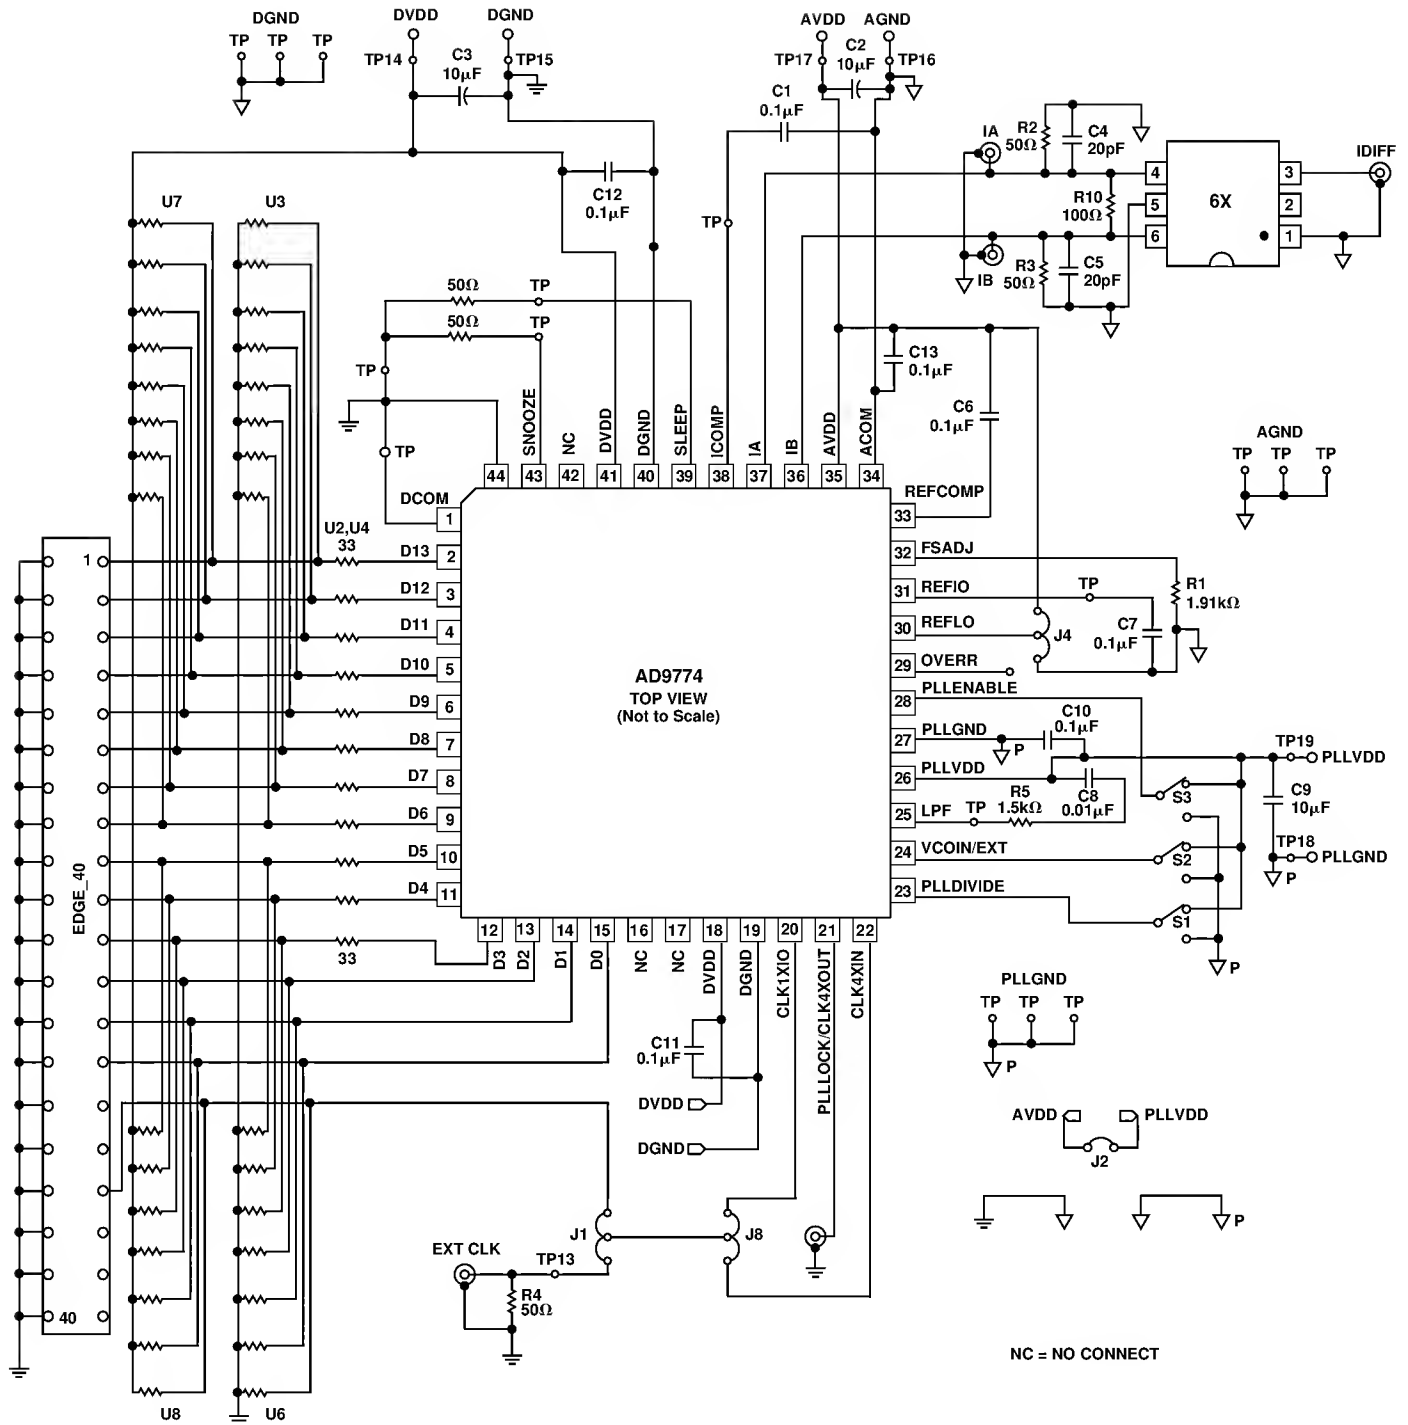 DGND
TP TP TP
DVDD
TP14
C3
10µF
DGND
TP15
AVDD
TP17
C2
10µF
AGND
TP16
C1
0.1µF
C12
0.1µF
U7
U3
TP
IA
R2
50Ω
C4
20pF
R10
100Ω
IB
R3
50Ω
C5
20pF
4
5
6
6X
3
2
1
IDIFF
50Ω
TP
50Ω
TP
TP
TP
C13
0.1µF
C6
0.1µF
AGND
TP TP TP
SNOOZE
NC
DVDD
DGND
SLEEP
ICOMP
IA
IB
AVDD
ACOM
44 43 42 41 40 39 38 37 36 35 34
DCOM
1
D13
2
D12
3
D11
4
D10
5
D9
6
D8
7
D7
8
D6
9
D5
10
D4
11
U2,U4
33
33
1
EDGE_40
40
AD9774
TOP VIEW
(Not to Scale)
REFCOMP
33
32 FSADJ
31 REFIO
30 REFLO
29 OVERR
28 PLLENABLE
27 PLLGND
26 PLLVDD
25 LPF
24 VCOIN/EXT
23 PLLDIVIDE
TP
R1
1.91kΩ
C7
0.1µF
J4
C10
0.1µF
P
R5
1.5kΩ
TP
C8
0.01µF
TP19
PLLVDD
C9
10µF
TP18
PLLGND
P
S3
S2
S1
P
12 13 14 15 16 17 18 19 20 21 22
D3
D2
D1
D0
NC
NC
DVDD
DGND
CLK1XIO
PLLLOCK/CLK4XOUT
CLK4XIN
C11
0.1µF
DVDD
DGND
PLLGND
TP TP TP
P
AVDD
PLLVDD
J2
P
J1
J8
EXT CLK
TP13
R4
50Ω
U8
U6
NC = NO CONNECT